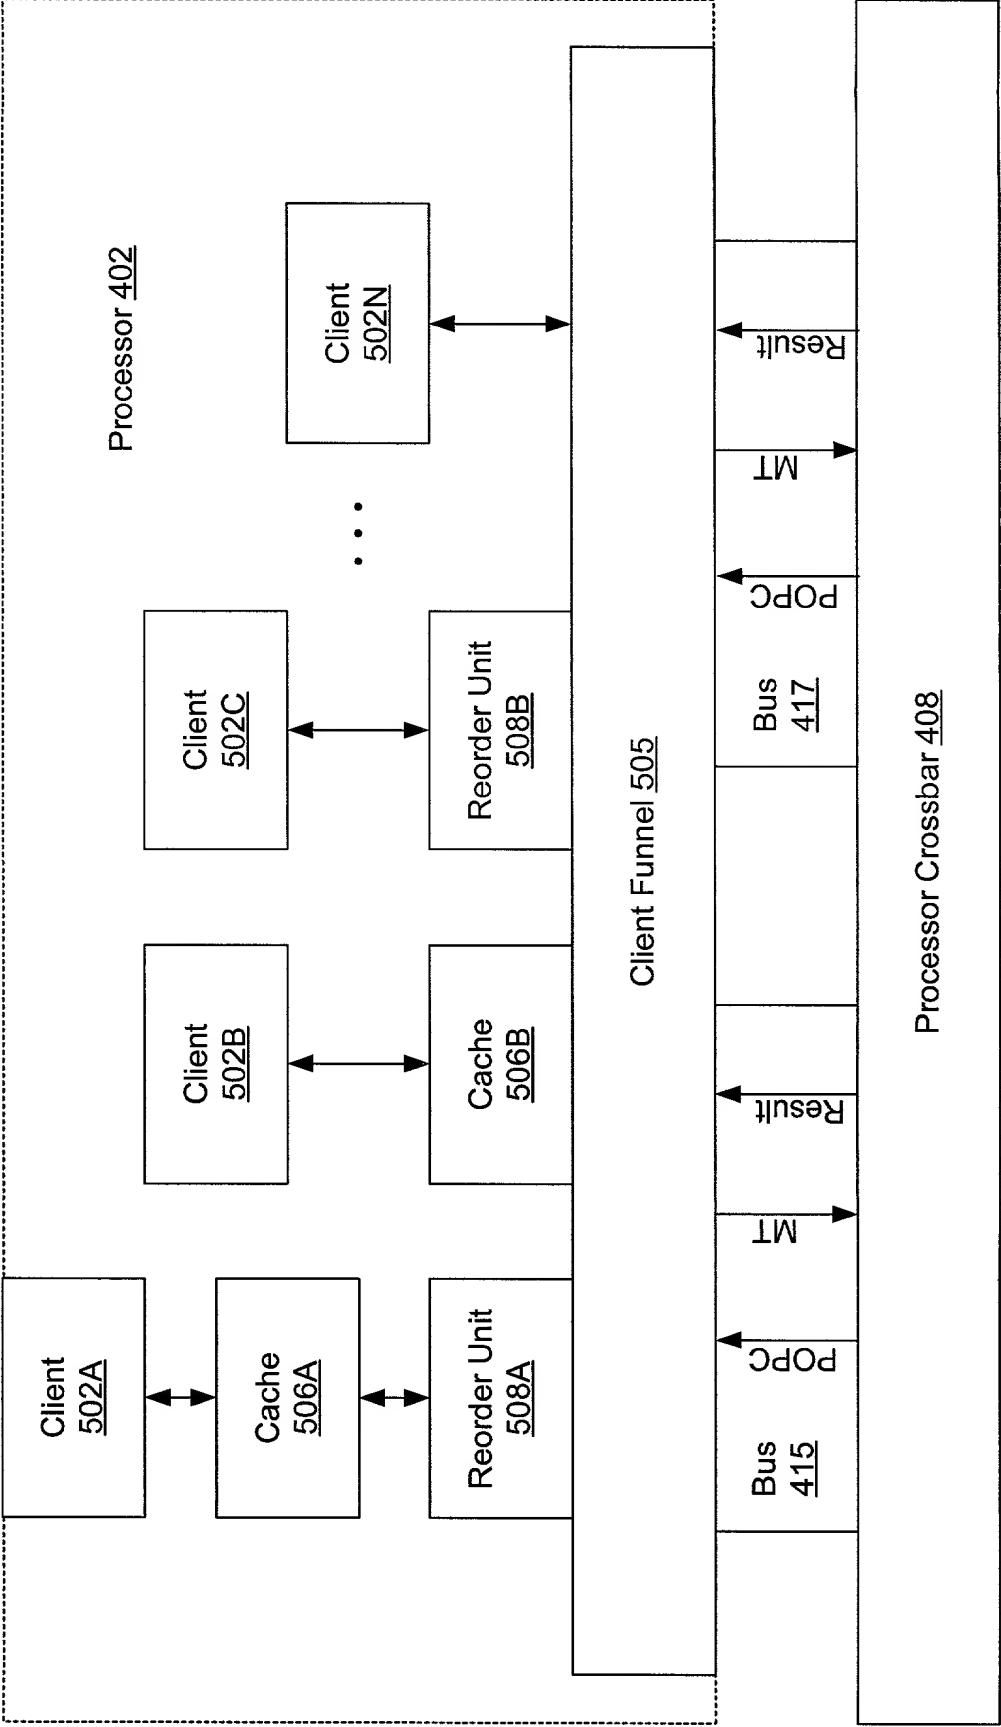 Processor 402
Client
502A
Client
502B
Client
502C
Client
502N
Cache
506A
• • •
Reorder Unit
508A
Cache
506B
Reorder Unit
508B
Client Funnel 505
Bus
415
POPC
MT
Result
Bus
417
POPC
MT
Result
Processor Crossbar 408